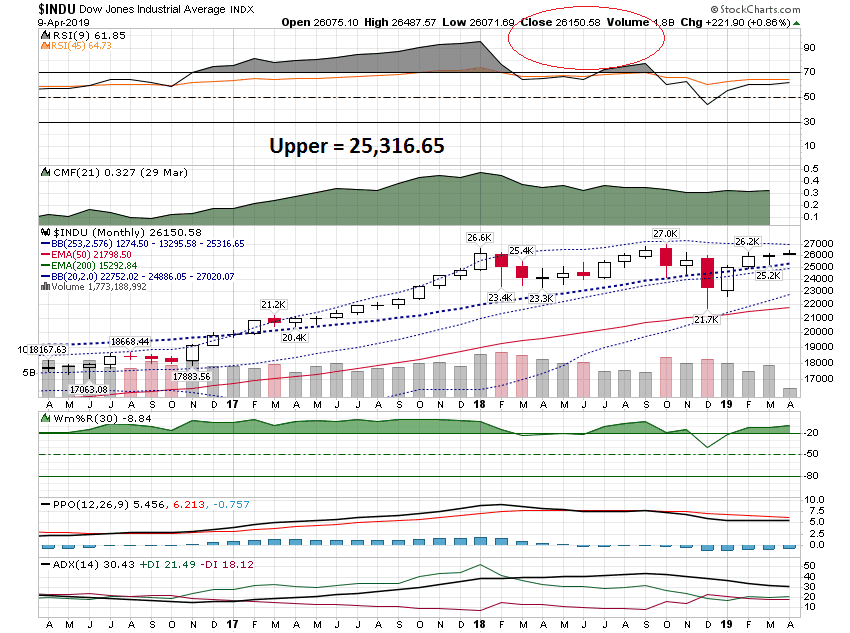 $INDU Dow Jones Industrial Average INDX © StockCharts.com
9-Apr-2019 Open 26075.10 High 26487.57 Low 26071.69 Close 26150.58 Volume 1.8B Chg +221.90 (+0.86%)
RSI(9) 61.85
RSI(45) 64.73
90
70
50
30
10
Upper = 25,316.65
CMF(21) 0.327 (29 Mar)
0.5
0.4
0.3
0.2
0.1
$INDU (Monthly) 26150.58
BB(253,2.576) 1274.50 - 13295.58 - 25316.65
EMA(50) 21798.50
EMA(200) 15292.84
BB(20,2.0) 22752.02 - 24886.05 - 27020.07
Volume 1,773,188,992
26.6K
25.4K
27.0K
26.2K
23.4K
23.3K
25.2K
21.2K
20.4K
21.7K
18167.63
18668.44
17883.56
17063.08
5B
27000
26000
25000
24000
23000
22000
21000
20000
19000
18000
17000
A M J J A S O N D 17 F M A M J J A S O N D 18 F M A M J J A S O N D 19 F M A
Wm%R(30) -8.84
-20
-50
-80
PPO(12,26,9) 5.456, 6.213, -0.757
10.0
7.5
5.0
2.5
0.0
ADX(14) 30.43 +DI 21.49 -DI 18.12
50
40
30
20
10
A M J J A S O N D 17 F M A M J J A S O N D 18 F M A M J J A S O N D 19 F M A